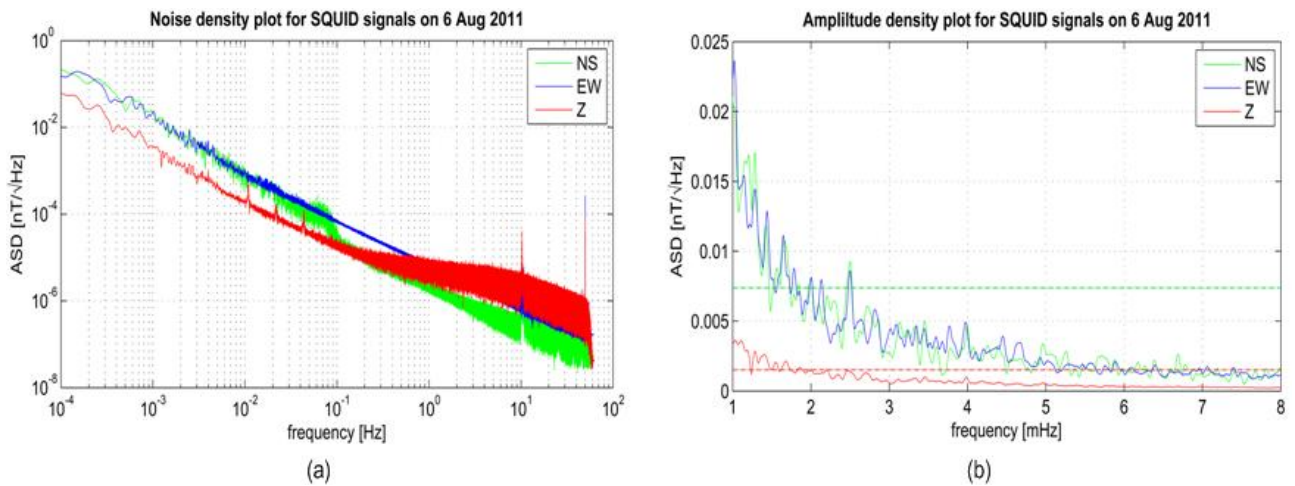 Noise density plot for SQUID signals on 6 Aug 2011
10^0
10^-2
10^-4
10^-6
10^-8
ASD [nT/√Hz]
NS
EW
Z
10^-4
10^-3
10^-2
10^-1
10^0
10^1
10^2
frequency [Hz]
(a)
Ampliltude density plot for SQUID signals on 6 Aug 2011
0.025
0.02
0.015
0.01
0.005
0
ASD [nT/√Hz]
NS
EW
Z
1 2 3 4 5 6 7 8
frequency [mHz]
(b)